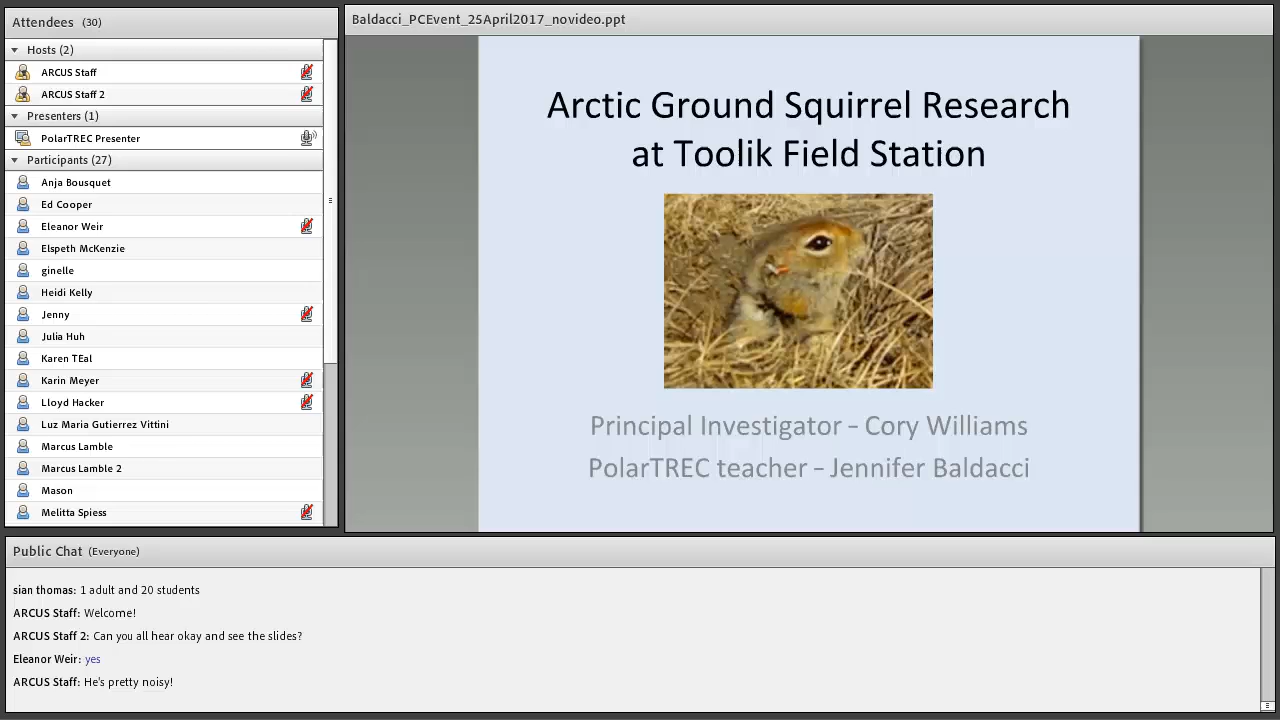 Attendees (30)
Hosts (2)
ARCUS Staff
ARCUS Staff 2
Presenters (1)
PolarTREC Presenter
Participants (27)
Anja Bousquet
Ed Cooper
Eleanor Weir
Elspeth McKenzie
ginelle
Heidi Kelly
Jenny
Julia Huh
Karen TEal
Karin Meyer
Lloyd Hacker
Luz Maria Gutierrez Vittini
Marcus Lamble
Marcus Lamble 2
Mason
Melitta Spiess
Baldacci_PCEvent_25April2017_novideo.ppt
Arctic Ground Squirrel Research
at Toolik Field Station
Principal Investigator – Cory Williams
PolarTREC teacher – Jennifer Baldacci
Public Chat (Everyone)
sian thomas: 1 adult and 20 students
ARCUS Staff: Welcome!
ARCUS Staff 2: Can you all hear okay and see the slides?
Eleanor Weir: yes
ARCUS Staff: He's pretty noisy!